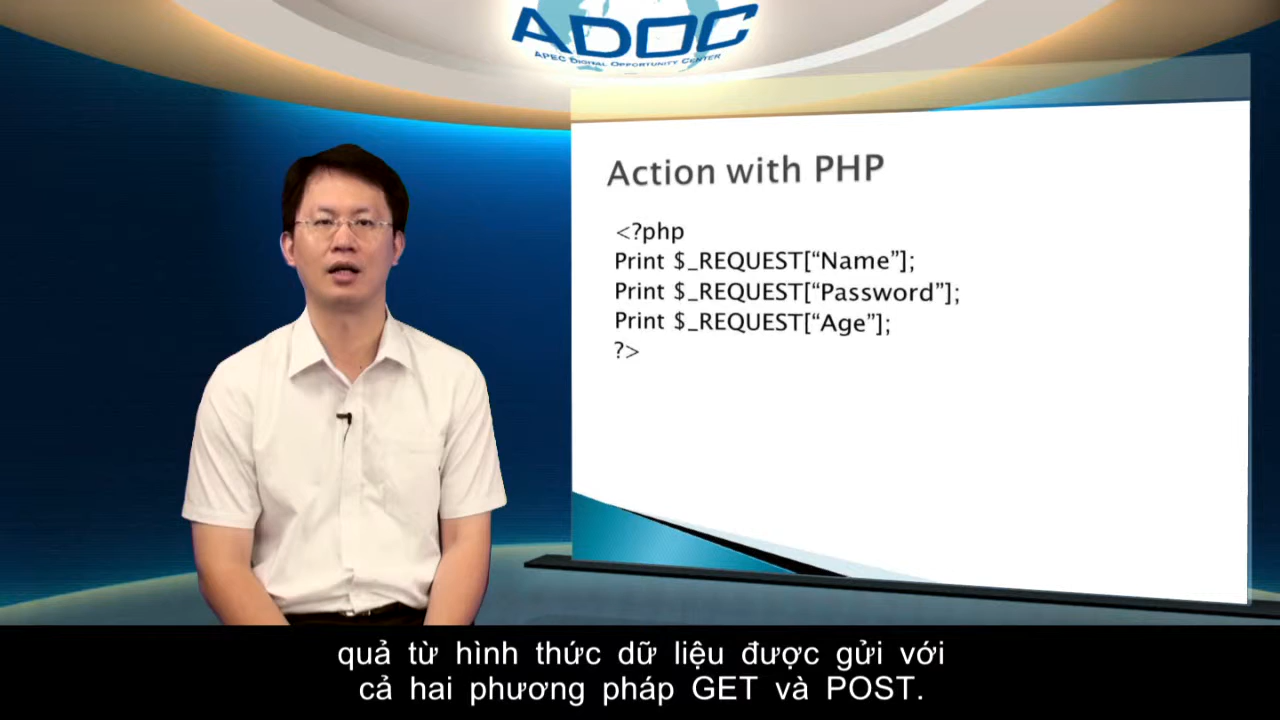 ADOC
APEC DIGITAL OPPORTUNITY CENTER
Action with PHP
<?php
Print $_REQUEST[“Name”];
Print $_REQUEST[“Password”];
Print $_REQUEST[“Age”];
?>
quả từ hình thức dữ liệu được gửi với
cả hai phương pháp GET và POST.